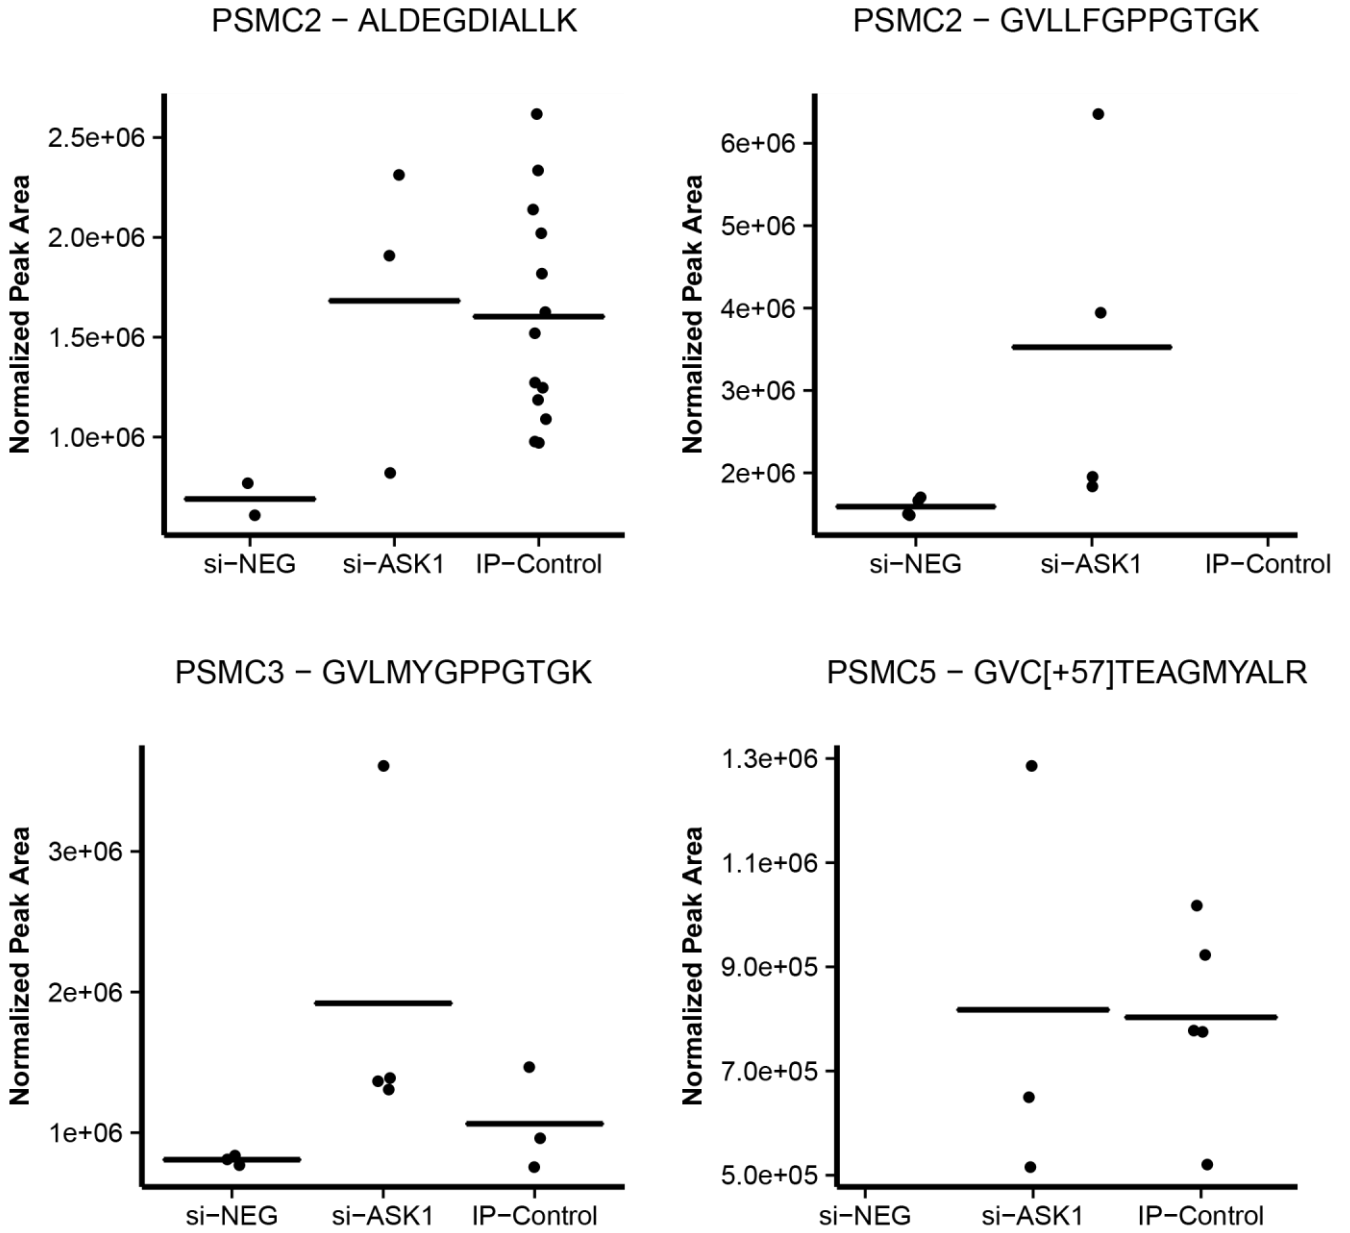 PSMC2 − ALDEGDIALLK
Normalized Peak Area
2.5e+06
2.0e+06
1.5e+06
1.0e+06
si−NEG si−ASK1 IP−Control
PSMC2 − GVLLFGPPGTGK
Normalized Peak Area
6e+06
5e+06
4e+06
3e+06
2e+06
si−NEG si−ASK1 IP−Control
PSMC3 − GVLMYGPPGTGK
Normalized Peak Area
3e+06
2e+06
1e+06
si−NEG si−ASK1 IP−Control
PSMC5 − GVC[+57]TEAGMYALR
Normalized Peak Area
1.3e+06
1.1e+06
9.0e+05
7.0e+05
5.0e+05
si−NEG si−ASK1 IP−Control